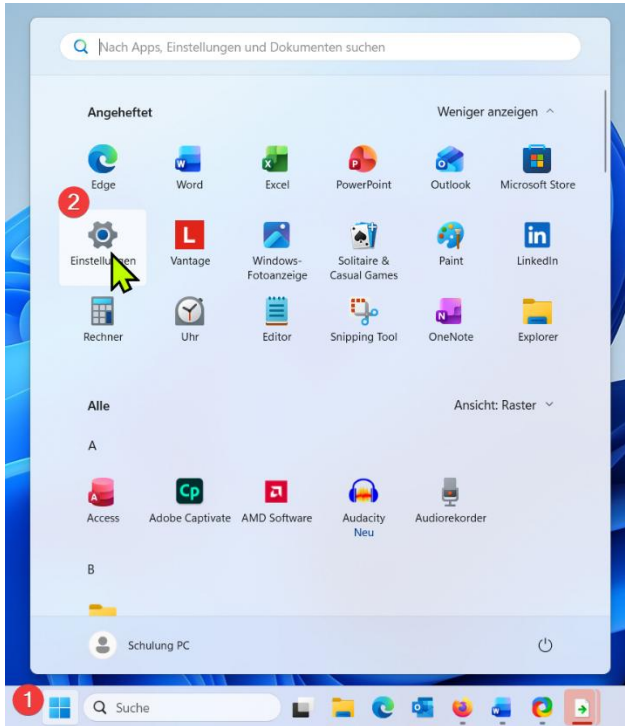 Nach Apps, Einstellungen und Dokumenten suchen
Angeheftet
Weniger anzeigen
Edge
Word
Excel
PowerPoint
Outlook
Microsoft Store
2
Einstellungen
Vantage
Windows-
Fotoanzeige
Solitaire &
Casual Games
Paint
LinkedIn
Rechner
Uhr
Editor
Snipping Tool
OneNote
Explorer
Alle
Ansicht: Raster
A
Access
Adobe Captivate
AMD Software
Audacity
Neu
Audiorekorder
B
Schulung PC
1
Suche